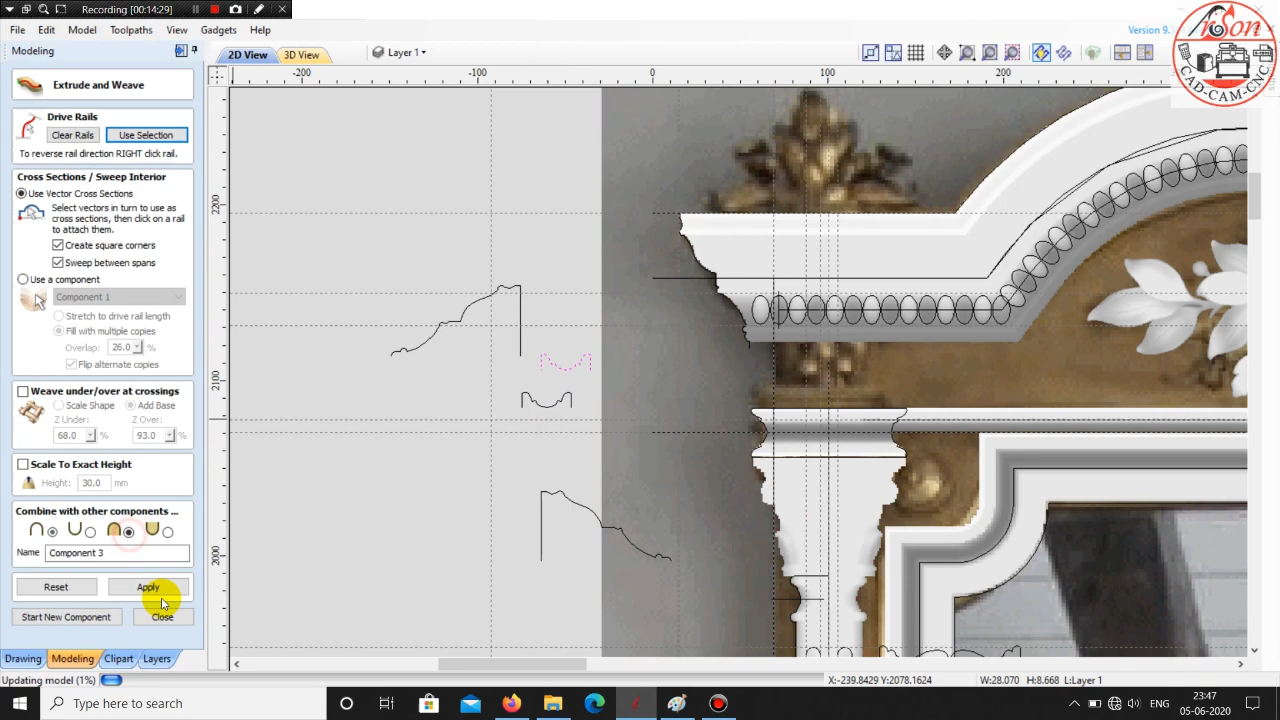 Recording [00:14:29]
File Edit Model Toolpaths View Gadgets Help
Version 9.
Modeling
2D View 3D View Layer 1
-200 -100 0 100 200
Extrude and Weave
Drive Rails
Clear Rails Use Selection
To reverse rail direction RIGHT click rail.
Cross Sections / Sweep Interior
Use Vector Cross Sections
Select vectors in turn to use as
cross sections, then click on a rail
to attach them.
Create square corners
Sweep between spans
Use a component
Component 1
Stretch to drive rail length
Fill with multiple copies
Overlap: 26.0 %
Flip alternate copies
Weave under/over at crossings
Scale Shape Add Base
Z Under: Z Over:
68.0 % 93.0 %
Scale To Exact Height
Height: 30.0 mm
Combine with other components ...
Name Component 3
Reset Apply
Start New Component Close
Drawing Modeling Clipart Layers
2200
2100
2000
Updating model (1%)
X:-239.8429 Y:2078.1624
W:28.070 H:8.668 L:Layer 1
Type here to search
ENG
23:47
05-06-2020
CAD-CAM-CNC